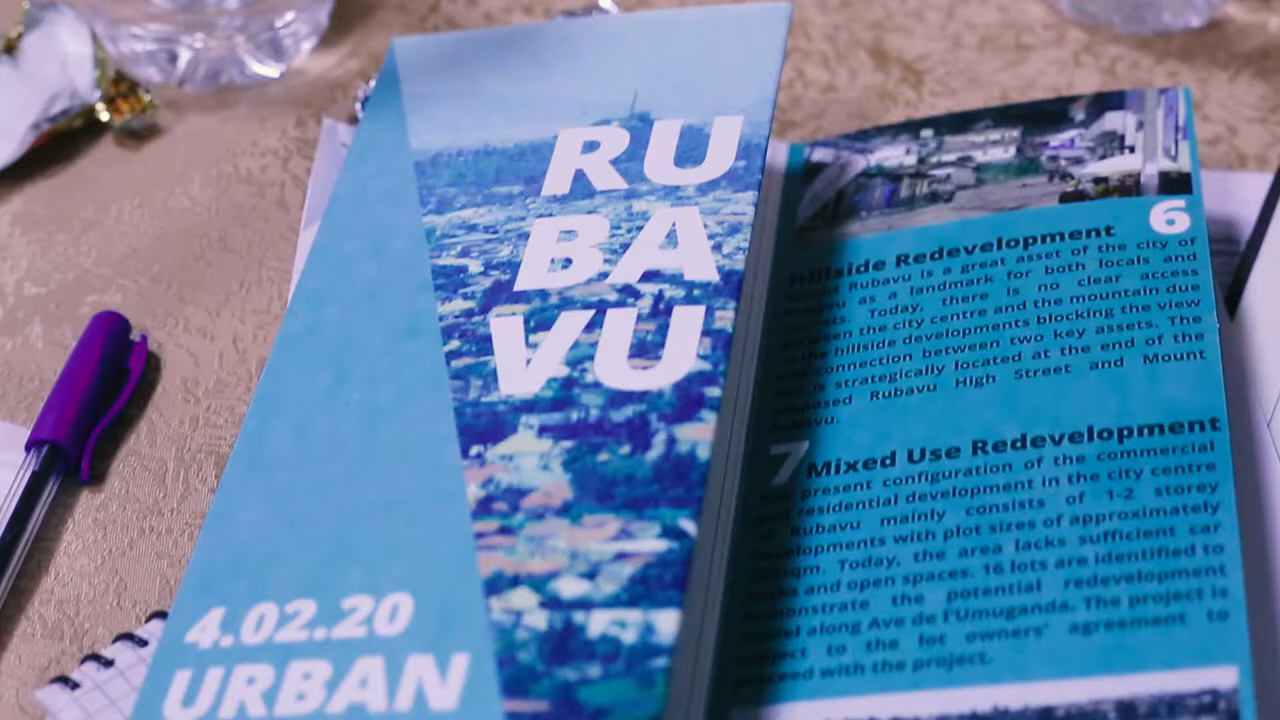 RU
BA
VU
4.02.20
URBAN
6
Hillside Redevelopment
Rubavu is a great asset of the city of
as a landmark for both locals and
Today, there is no clear access
the city centre and the mountain due
the hillside developments blocking the view
connection between two key assets. The
is strategically located at the end of the
Rubavu High Street and Mount
7
Mixed Use Redevelopment
present configuration of the commercial
residential development in the city centre
Rubavu mainly consists of 1-2 storey
with plot sizes of approximately
Today, the area lacks sufficient car
and open spaces. 16 lots are identified to
the potential redevelopment
along Ave de l'Umuganda. The project is
to the lot owners' agreement to
with the project.